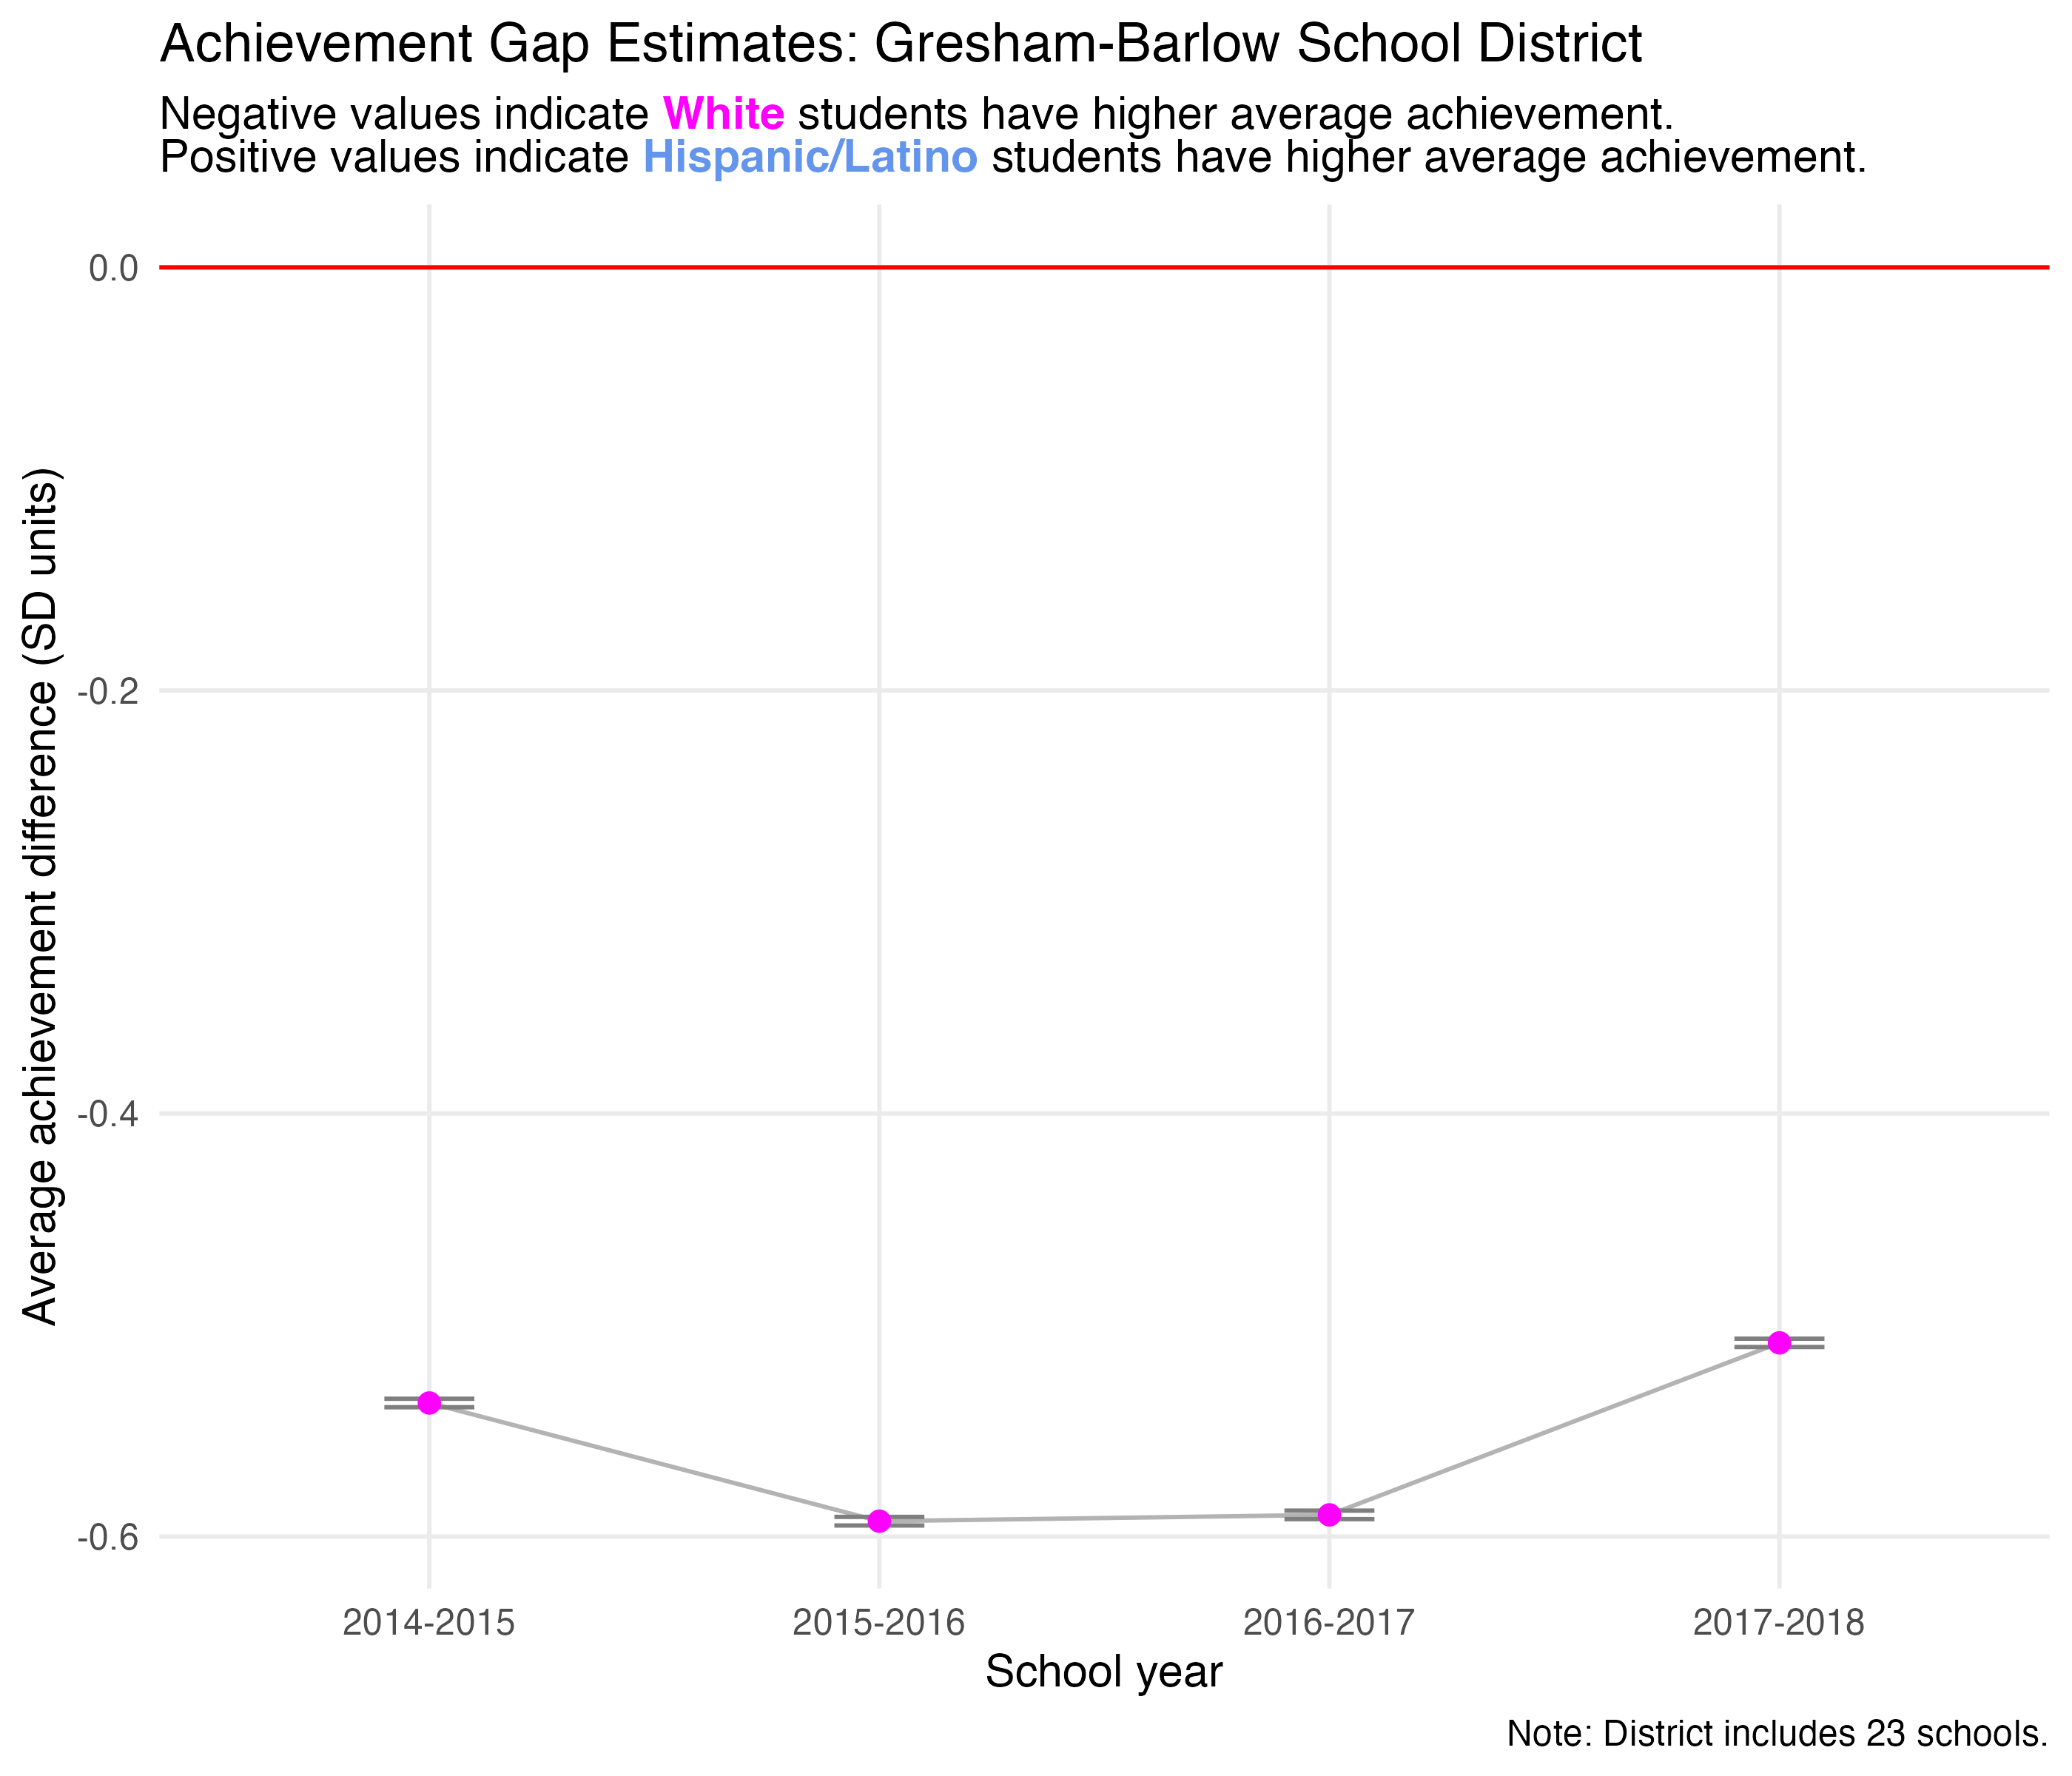 Achievement Gap Estimates: Gresham-Barlow School District
Negative values indicate White students have higher average achievement.
Positive values indicate Hispanic/Latino students have higher average achievement.
Average achievement difference (SD units)
0.0
-0.2
-0.4
-0.6
2014-2015
2015-2016
2016-2017
2017-2018
School year
Note: District includes 23 schools.